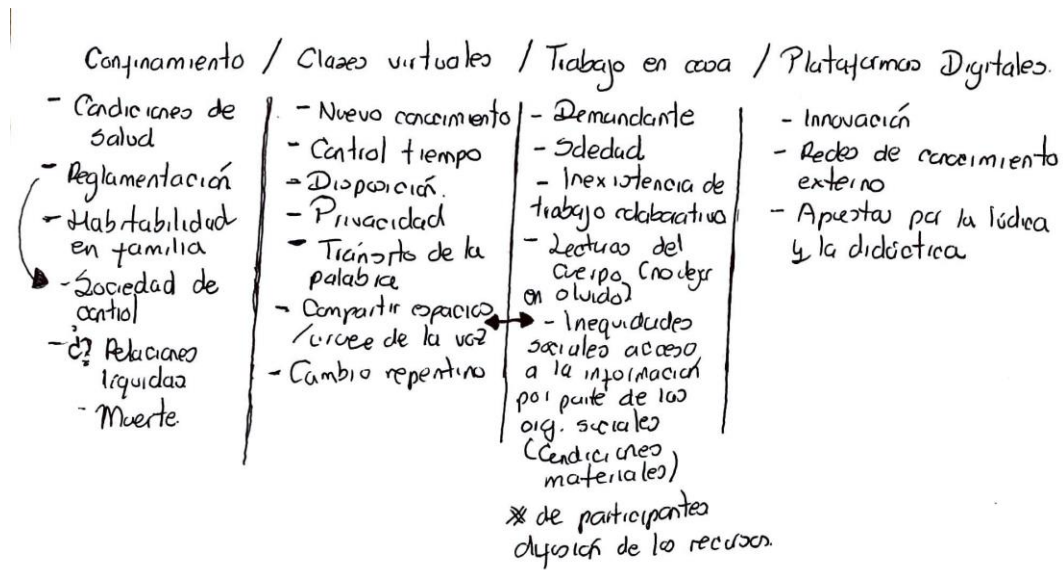 Confinamiento / Clases virtuales / Trabajo en casa / Plataformas Digitales.
- Condiciones de
salud
- Reglamentación
- Habitabilidad
en familia
- Sociedad de
control
- ¿? Relaciones
liquidas
- Muerte.
- Nuevo conocimiento
- Control tiempo
- Disposición.
- Privacidad
- Tránsito de la
palabra
- Compartir espacios
/cruce de la voz
- Cambio repentino
- Demandante
- Soledad
- Inexistencia de
trabajo colaborativo
- Lecturas del
cuerpo (no dejar
en olvido)
- Inequidades
sociales acceso
a la información
por parte de las
org. sociales
(Condiciones
materiales)
* de participantes
de los recursos.
- Innovación
- Redes de conocimiento
externo
- Apuestas por la lúdica
y la didáctica